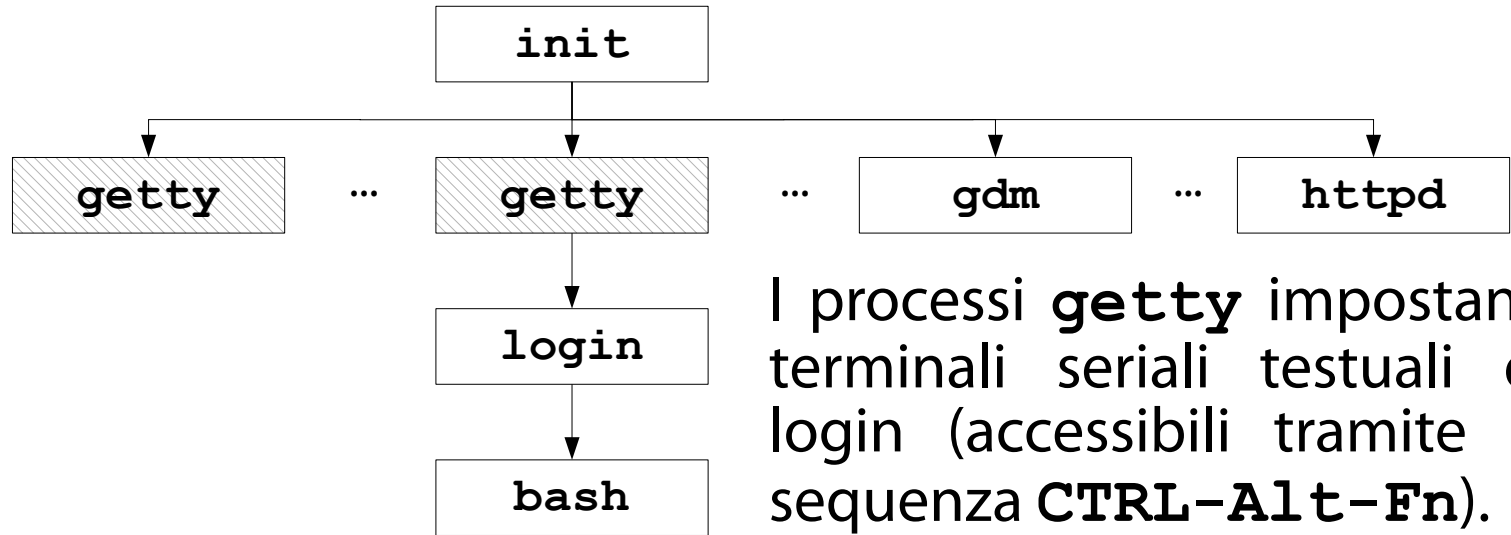 init
getty ... getty ... gdm ... httpd
login
bash
I processi getty impostan
terminali seriali testuali
login (accessibili tramite
sequenza CTRL-Alt-Fn).